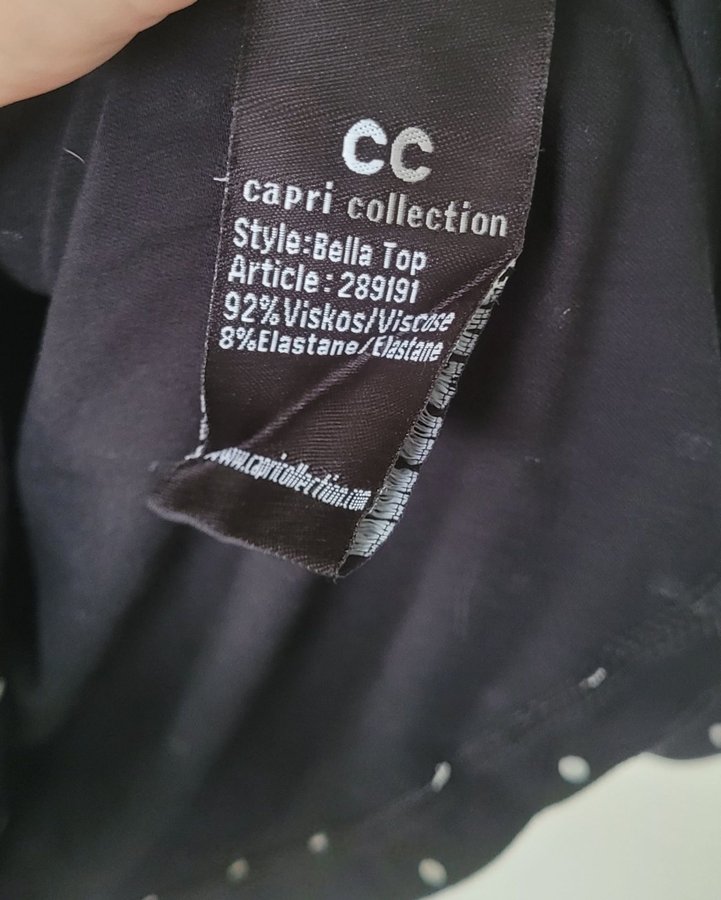 CC
capri collection
Style:Bella Top
Article: 289191
92%Viskos/Viscose
8%Elastane/Elastane
www.capricollection.com